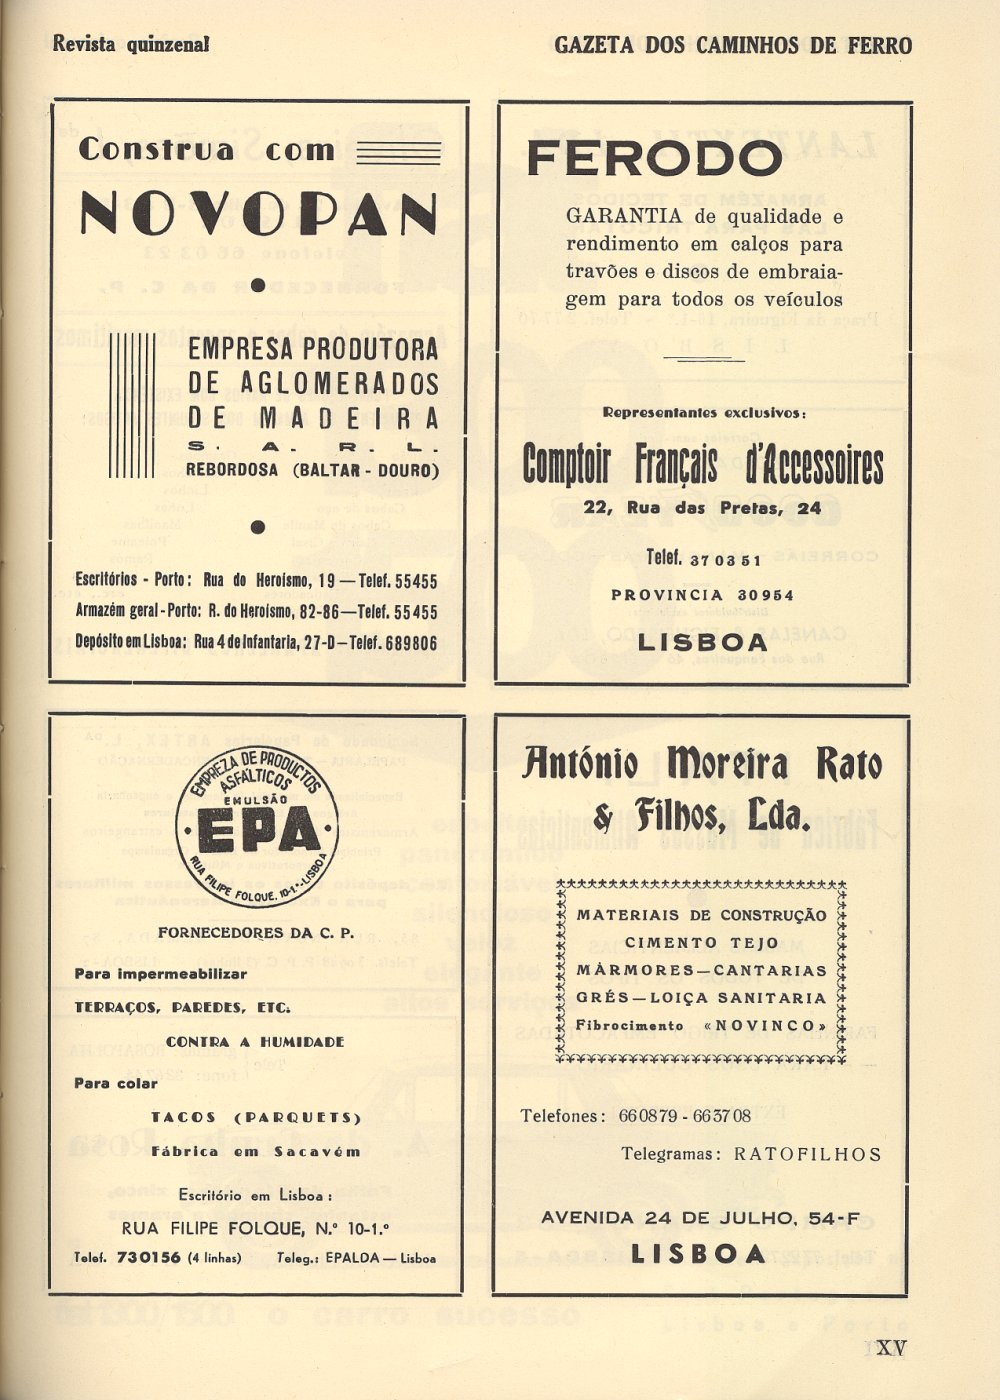 Revista quinzenal
GAZETA DOS CAMINHOS DE FERRO
Construa com
NOVOPAN
EMPRESA PRODUTORA
DE AGLOMERADOS
DE MADEIRA
S. A. R. L.
REBORDOSA (BALTAR - DOURO)
Escritórios - Porto: Rua do Heroísmo, 19 — Telef. 55455
Armazém geral - Porto: R. do Heroísmo, 82-86 — Telef. 55455
Depósito em Lisboa: Rua 4 de Infantaria, 27-D — Telef. 689806
FERODO
GARANTIA de qualidade e
rendimento em calços para
travões e discos de embraia-
gem para todos os veículos
Representantes exclusivos:
Comptoir Français d'Accessoires
22, Rua das Pretas, 24
Telef. 370351
PROVINCIA 30954
LISBOA
EMPREZA DE PRODUCTOS
ASFÁLTICOS
EMULSÃO
EPA
RUA FILIPE FOLQUE, 10-1.º - LISBOA
FORNECEDORES DA C. P.
Para impermeabilizar
TERRAÇOS, PAREDES, ETC.
CONTRA A HUMIDADE
Para colar
TACOS (PARQUETS)
Fábrica em Sacavém
Escritório em Lisboa:
RUA FILIPE FOLQUE, N.º 10-1.º
Telef. 730156 (4 linhas) Teleg.: EPALOA — Lisboa
António Moreira Rato
& Filhos, Lda.
MATERIAIS DE CONSTRUÇÃO
CIMENTO TEJO
MÀRMORES — CANTARIAS
GRÉS — LOIÇA SANITARIA
Fibrocimento «NOVINCO»
Telefones: 660879 - 663708
Telegramas: RATOFILHOS
AVENIDA 24 DE JULHO, 54-F
LISBOA
XV